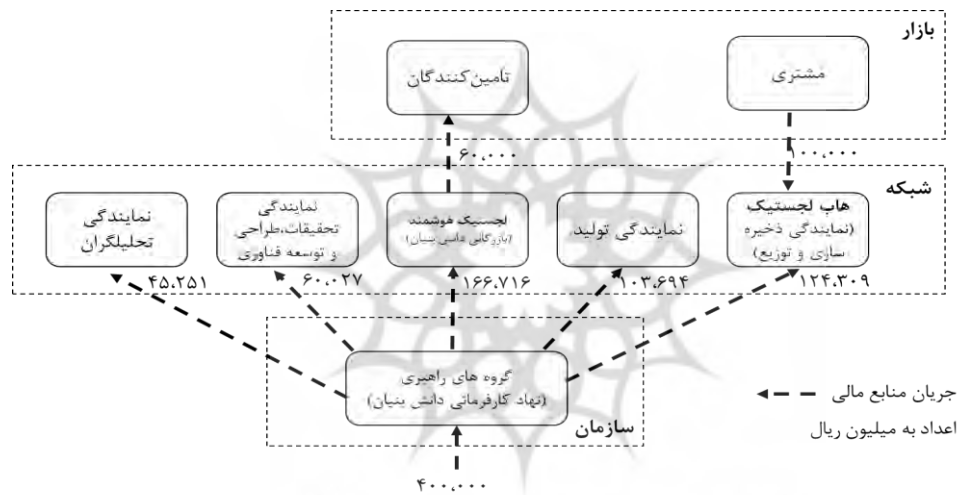 بازار
تامین‌کنندگان
مشتری
۶۰،۰۰۰
۱۰۰،۰۰۰
شبکه
هاب لجستیک
(نمایندگی ذخیره
سازی و توزیع)
نمایندگی تولید
لجستیک هوشمند
(بازرگانی دانش بنیان)
نمایندگی
تحقیقات،طراحی
و توسعه فناوری
نمایندگی
تحلیلگران
۱۲۴،۳۰۹
۱۰۳،۶۹۴
۱۶۶،۷۱۶
۶۰،۰۲۷
۴۵،۲۵۱
گروه های راهبری
(نهاد کارفرمائی دانش بنیان)
سازمان
جریان منابع مالی
اعداد به میلیون ریال
۴۰۰،۰۰۰